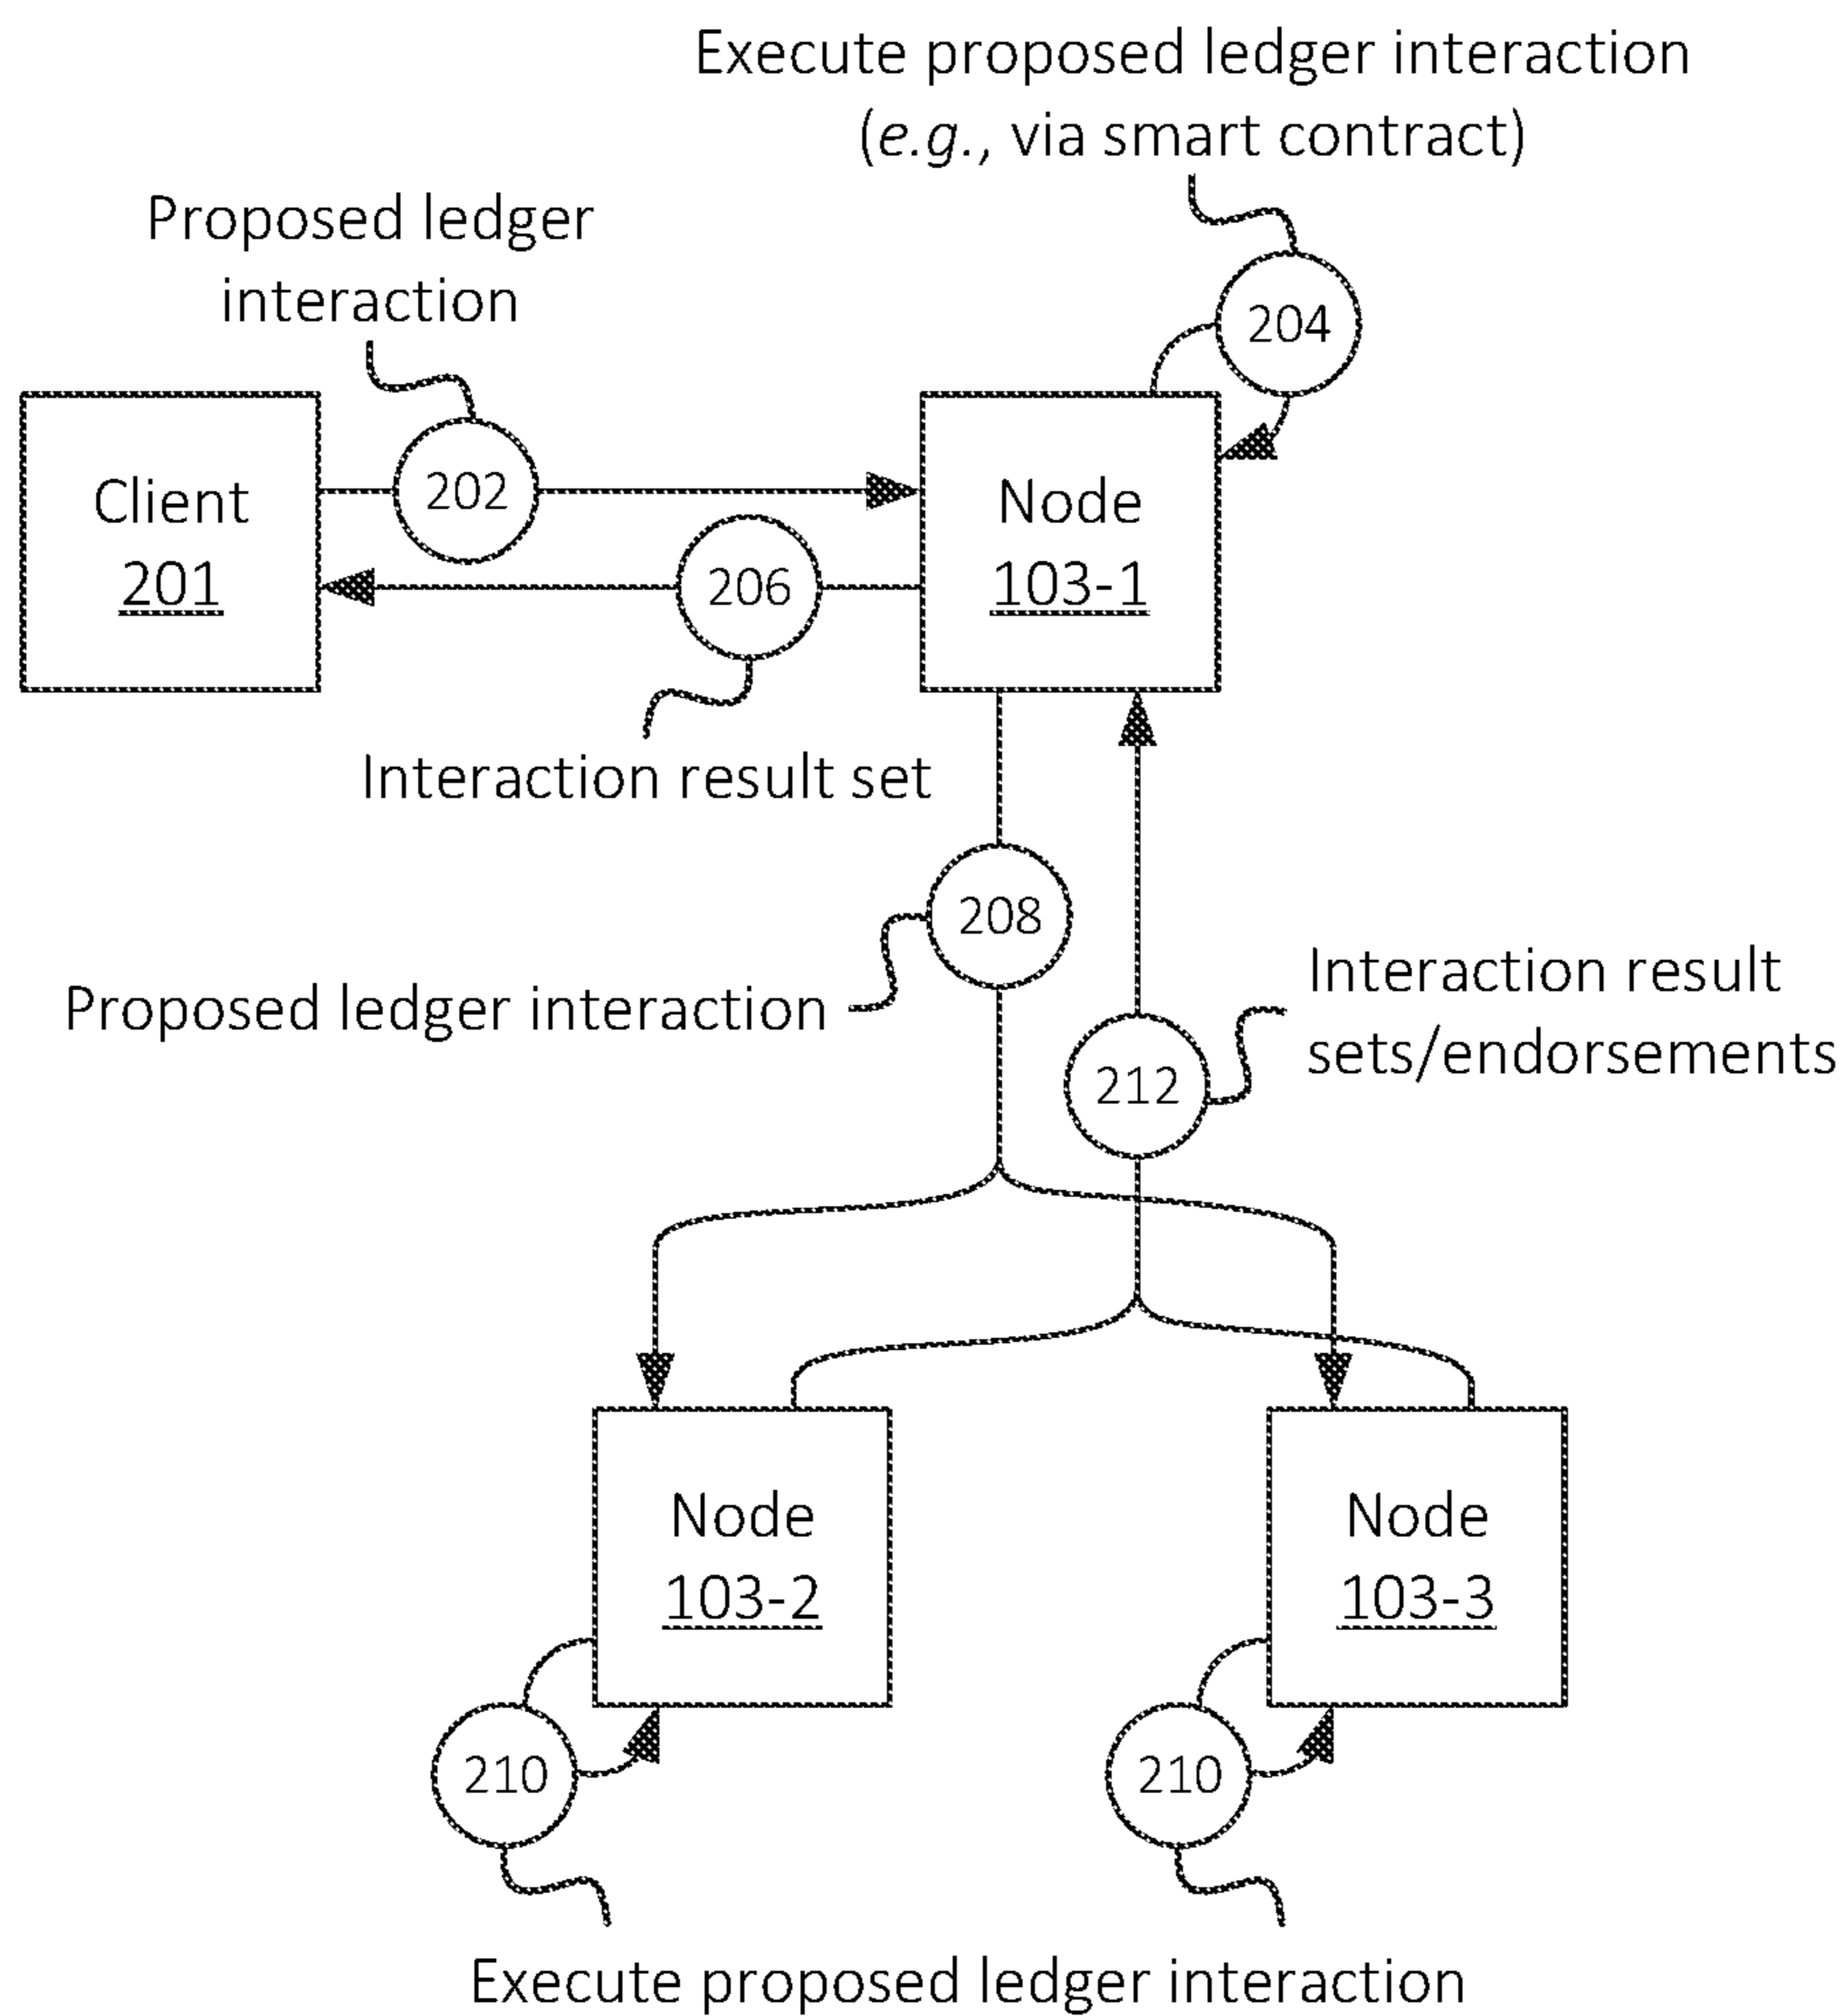 Execute proposed ledger interaction
(e.g., via smart contract)
Proposed ledger
interaction
204
Client
201
202
Node
103-1
206
Interaction result set
208
Proposed ledger interaction
Interaction result
sets/endorsements
212
Node
103-2
Node
103-3
210
210
Execute proposed ledger interaction